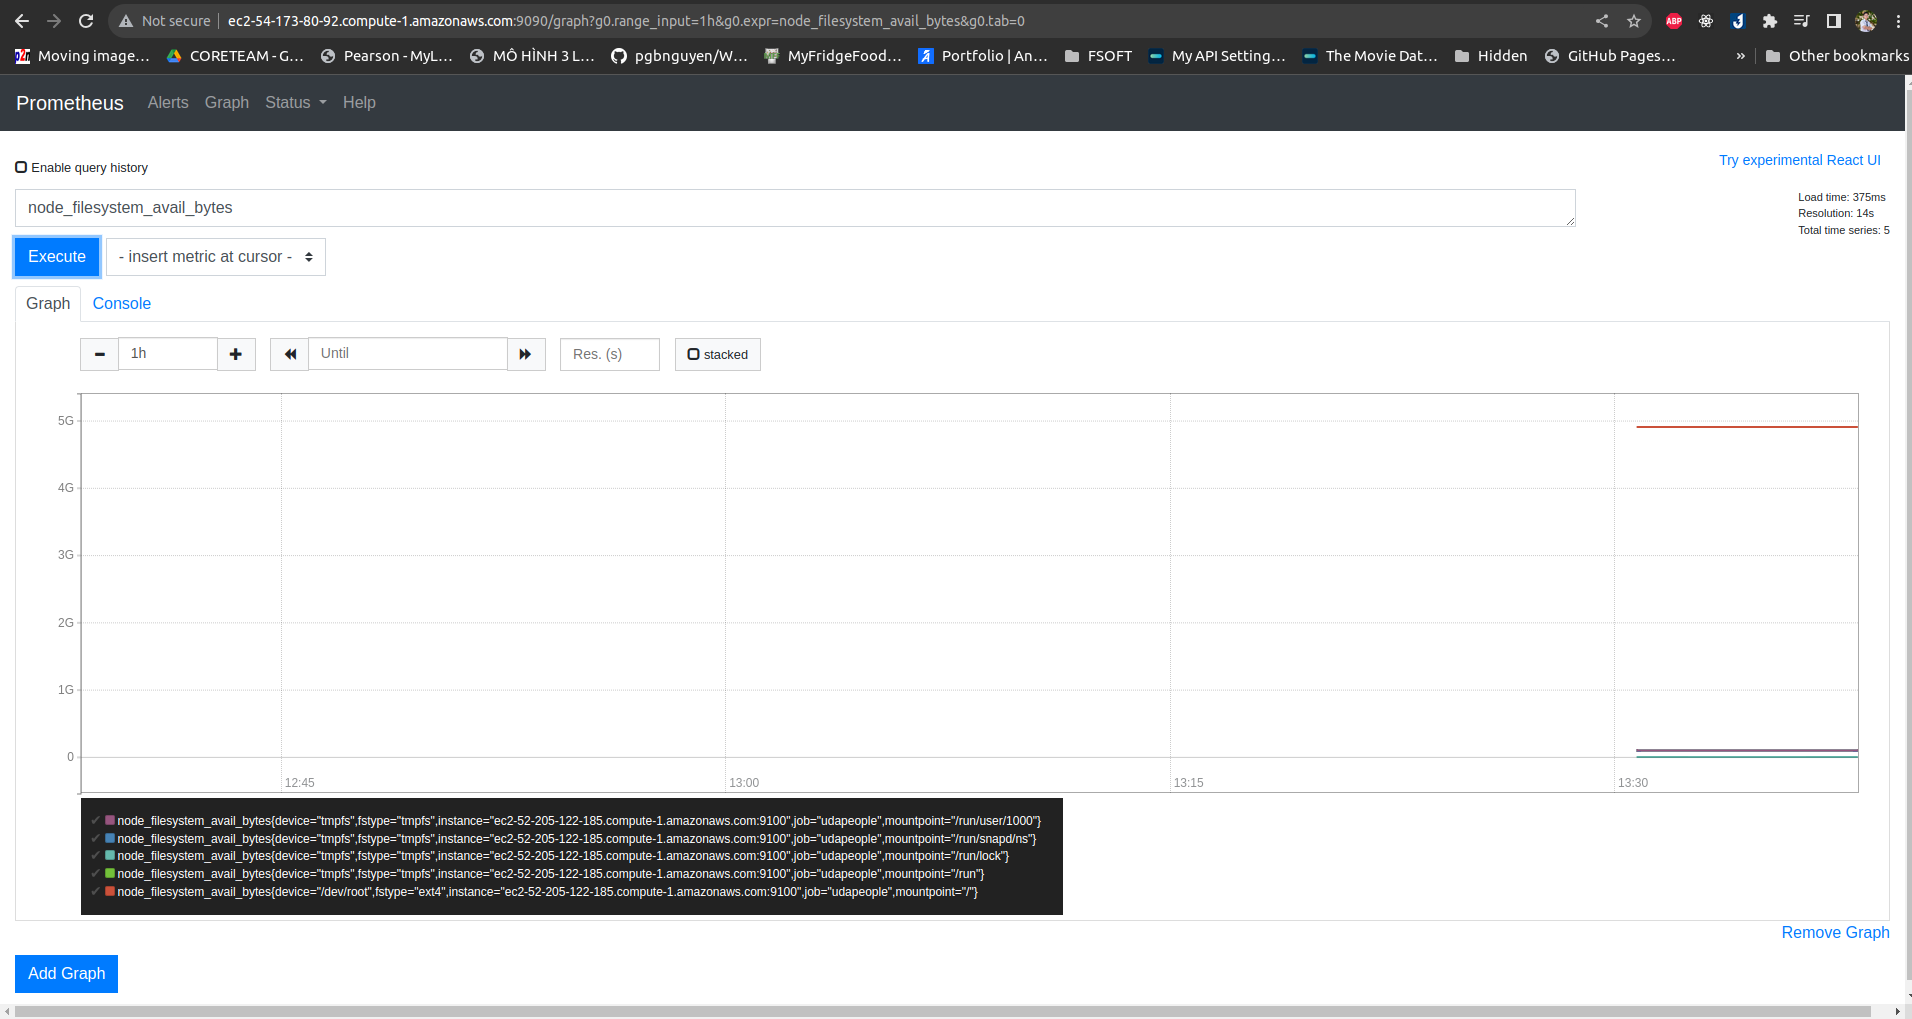 Not secure | ec2-54-173-80-92.compute-1.amazonaws.com:9090/graph?g0.range_input=1h&g0.expr=node_filesystem_avail_bytes&g0.tab=0
ABP
Moving image... CORETEAM - G... Pearson - MyL... MÔ HÌNH 3 L... pgbnguyen/W... MyFridgeFood... Portfolio | An... FSOFT My API Setting... The Movie Dat... Hidden GitHub Pages... » Other bookmarks
Prometheus Alerts Graph Status Help
Enable query history
Try experimental React UI
node_filesystem_avail_bytes
Load time: 375ms
Resolution: 14s
Total time series: 5
Execute - insert metric at cursor -
Graph Console
1h Until Res. (s) stacked
5G
4G
3G
2G
1G
0
12:45 13:00 13:15 13:30
✔ node_filesystem_avail_bytes{device="tmpfs",fstype="tmpfs",instance="ec2-52-205-122-185.compute-1.amazonaws.com:9100",job="udapeople",mountpoint="/run/user/1000"}
✔ node_filesystem_avail_bytes{device="tmpfs",fstype="tmpfs",instance="ec2-52-205-122-185.compute-1.amazonaws.com:9100",job="udapeople",mountpoint="/run/snapd/ns"}
✔ node_filesystem_avail_bytes{device="tmpfs",fstype="tmpfs",instance="ec2-52-205-122-185.compute-1.amazonaws.com:9100",job="udapeople",mountpoint="/run/lock"}
✔ node_filesystem_avail_bytes{device="tmpfs",fstype="tmpfs",instance="ec2-52-205-122-185.compute-1.amazonaws.com:9100",job="udapeople",mountpoint="/run"}
✔ node_filesystem_avail_bytes{device="/dev/root",fstype="ext4",instance="ec2-52-205-122-185.compute-1.amazonaws.com:9100",job="udapeople",mountpoint="/"}
Remove Graph
Add Graph